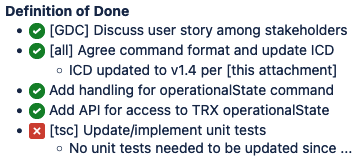 Definition of Done
[GDC] Discuss user story among stakeholders
[all] Agree command format and update ICD
ICD updated to v1.4 per [this attachment]
Add handling for operationalState command
Add API for access to TRX operationalState
[tsc] Update/implement unit tests
No unit tests needed to be updated since ...